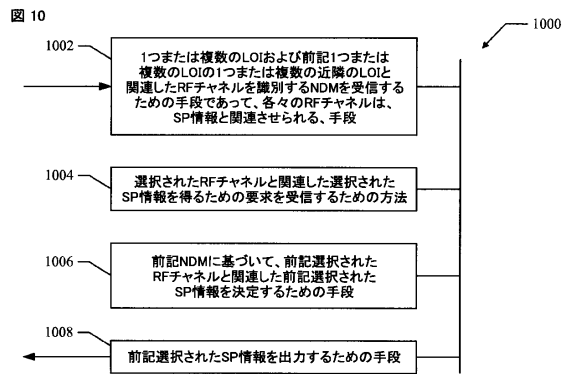 図 10
1000
1002
1つまたは複数のLOIおよび前記1つまたは
複数のLOIの1つまたは複数の近隣のLOIと
関連したRFチャネルを識別するNDMを受信する
ための手段であって、各々のRFチャネルは、
SP情報と関連させられる、手段
1004
選択されたRFチャネルと関連した選択された
SP情報を得るための要求を受信するための方法
1006
前記NDMに基づいて、前記選択された
RFチャネルと関連した前記選択された
SP情報を決定するための手段
1008
前記選択されたSP情報を出力するための手段